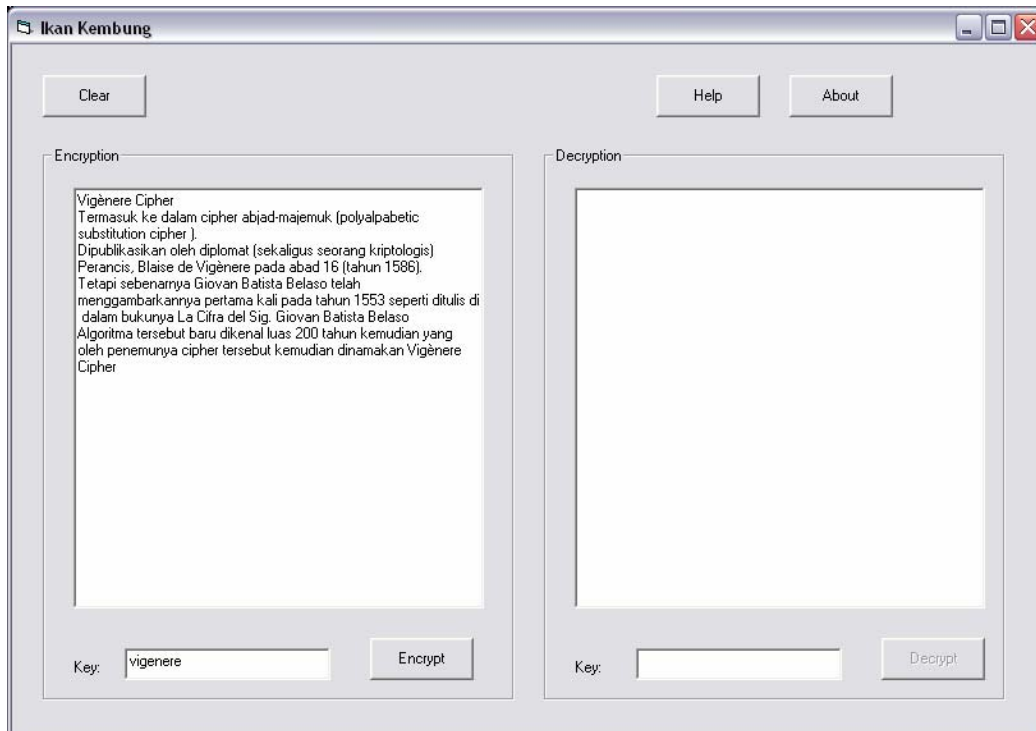 Ikan Kembung
Clear
Help
About
Encryption
Vigènere Cipher
Termasuk ke dalam cipher abjad-majemuk (polyalpabetic
substitution cipher ).
Dipublikasikan oleh diplomat (sekaligus seorang kriptologis)
Perancis, Blaise de Vigènere pada abad 16 (tahun 1586).
Tetapi sebenarnya Giovan Batista Belaso telah
menggambarkannya pertama kali pada tahun 1553 seperti ditulis di
dalam bukunya La Cifra del Sig. Giovan Batista Belaso
Algoritma tersebut baru dikenal luas 200 tahun kemudian yang
oleh penemunya cipher tersebut kemudian dinamakan Vigènere
Cipher
Key:
vigenere
Encrypt
Decryption
Key:
Decrypt